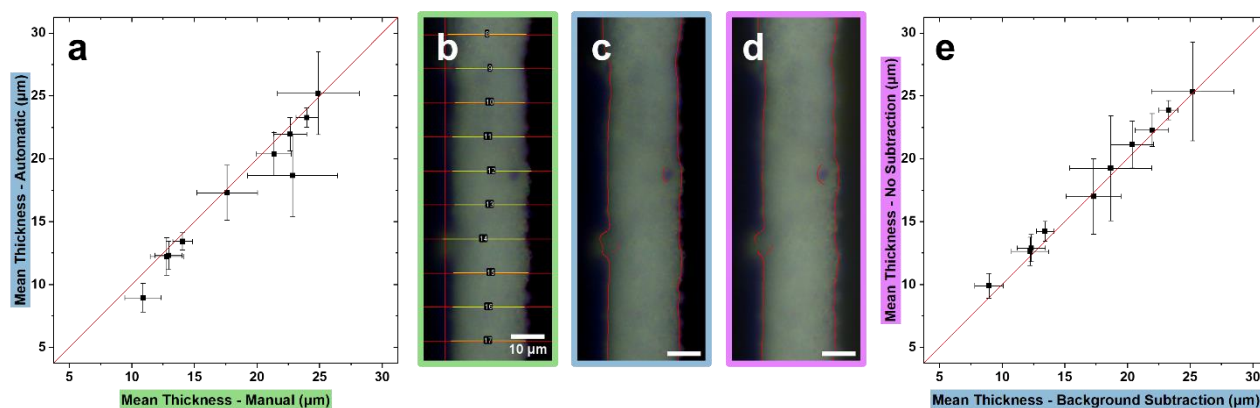 a
Mean Thickness - Automatic (µm)
30
25
20
15
10
5
5 10 15 20 25 30
Mean Thickness - Manual (µm)
b
8
9
10
11
12
13
14
15
16
17
10 µm
c
d
e
Mean Thickness - No Subtraction (µm)
30
25
20
15
10
5
5 10 15 20 25 30
Mean Thickness - Background Subtraction (µm)